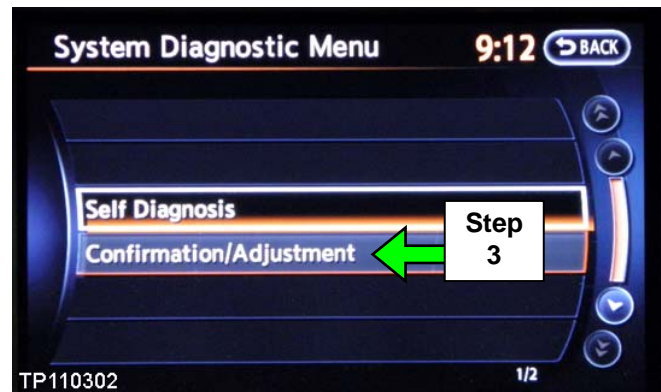 System Diagnostic Menu 9:12 BACK
Self Diagnosis
Step
3
Confirmation/Adjustment
1/2
TP110302